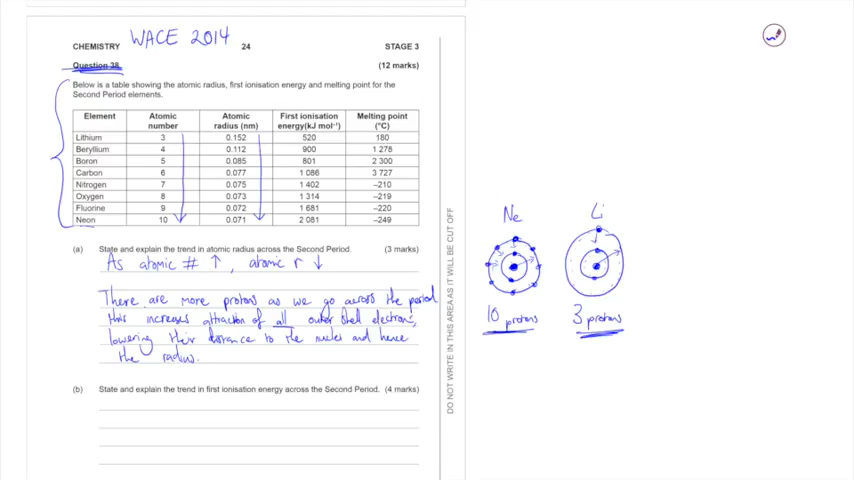 CHEMISTRY WACE 2014 24 STAGE 3
Question 38 (12 marks)
Below is a table showing the atomic radius, first ionisation energy and melting point for the
Second Period elements.
Element Atomic number Atomic radius (nm) First ionisation energy(kJ mol⁻¹) Melting point (°C)
Lithium 3 0.152 520 180
Beryllium 4 0.112 900 1 278
Boron 5 0.085 801 2 300
Carbon 6 0.077 1 086 3 727
Nitrogen 7 0.075 1 402 –210
Oxygen 8 0.073 1 314 –219
Fluorine 9 0.072 1 681 –220
Neon 10 0.071 2 081 –249
(a) State and explain the trend in atomic radius across the Second Period. (3 marks)
As atomic # ↑, atomic r ↓
There are more protons as we go across the period
this increases attraction of all outer shell electrons,
lowering their distance to the nucleus and hence
the radius.
(b) State and explain the trend in first ionisation energy across the Second Period. (4 marks)
DO NOT WRITE IN THIS AREA AS IT WILL BE CUT OFF
Ne Li
10 protons 3 protons